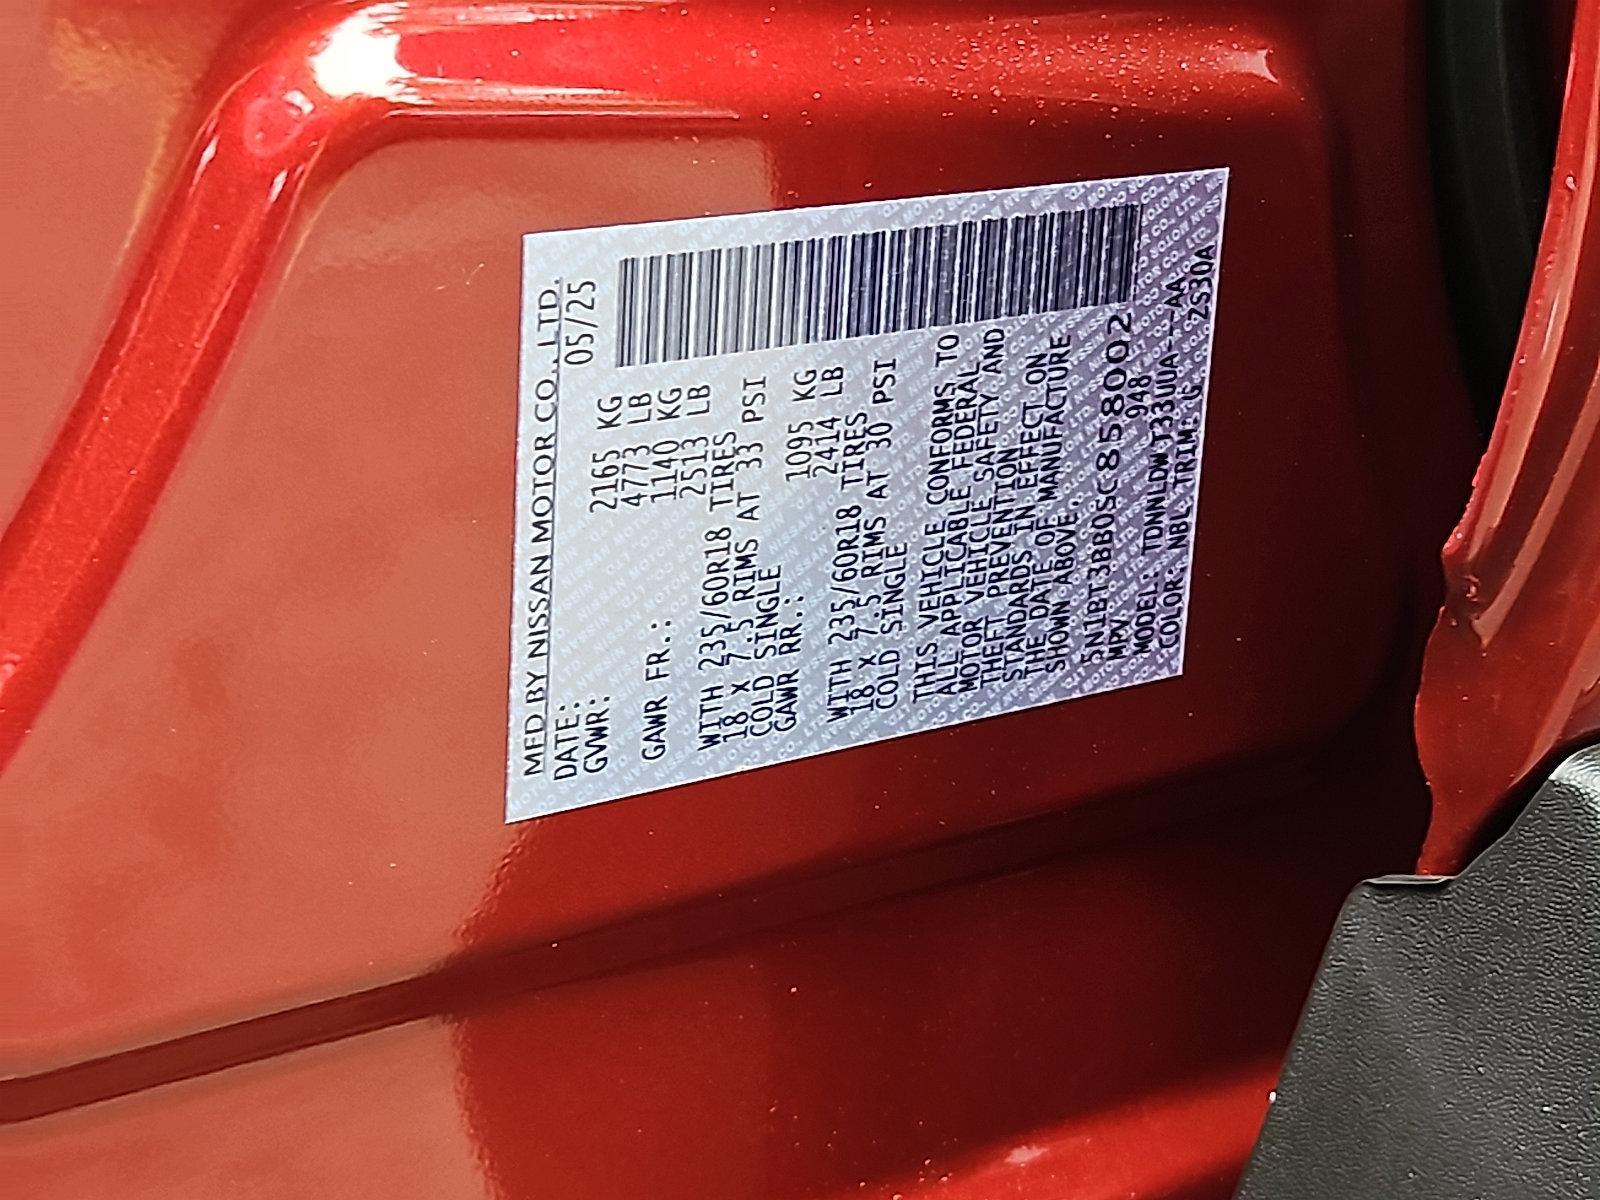 MFD BY NISSAN MOTOR CO., LTD.
DATE: 05/25
GVWR: 2165 KG
4773 LB
GAWR FR.: 1140 KG
2513 LB
WITH 235/60R18 TIRES
18 x 7.5 RIMS AT 33 PSI
COLD SINGLE
GAWR RR.: 1095 KG
2414 LB
WITH 235/60R18 TIRES
18 x 7.5 RIMS AT 30 PSI
COLD SINGLE
THIS VEHICLE CONFORMS TO
ALL APPLICABLE FEDERAL
MOTOR VEHICLE SAFETY AND
THEFT PREVENTION
STANDARDS IN EFFECT ON
THE DATE OF MANUFACTURE
SHOWN ABOVE.
5N1BT3BB0SC858002
MPV 948
MODEL: TDNNLDWJ33UUA---AA
COLOR: NBL TRIM: G 2S30A